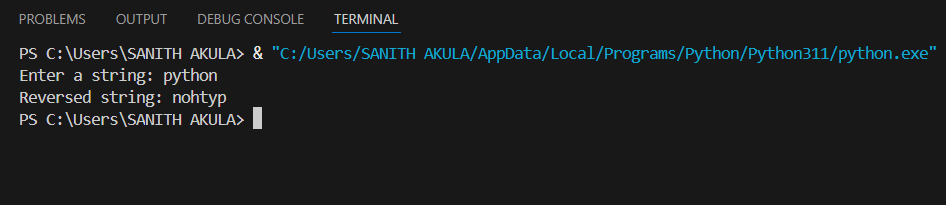 PROBLEMS OUTPUT DEBUG CONSOLE TERMINAL
PS C:\Users\SANITH AKULA> & "C:/Users/SANITH AKULA/AppData/Local/Programs/Python/Python311/python.exe"
Enter a string: python
Reversed string: nohtyp
PS C:\Users\SANITH AKULA>